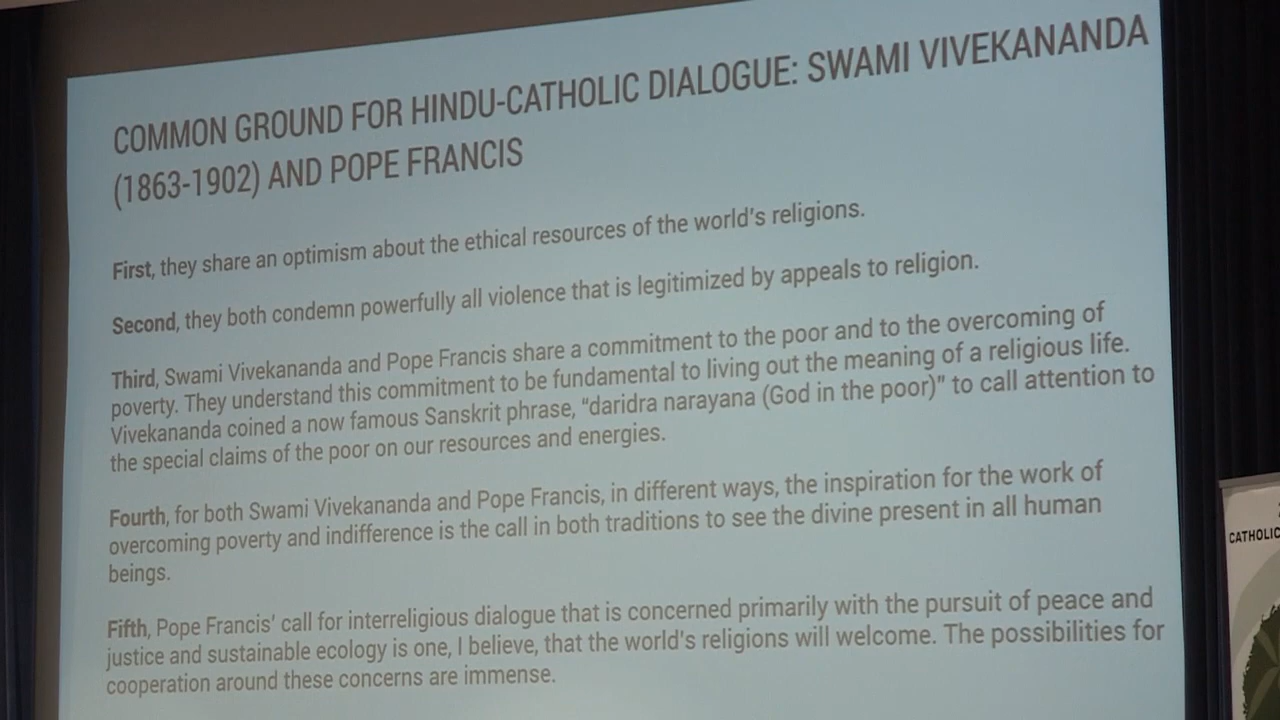 COMMON GROUND FOR HINDU-CATHOLIC DIALOGUE: SWAMI VIVEKANANDA
(1863-1902) AND POPE FRANCIS
First, they share an optimism about the ethical resources of the world's religions.
Second, they both condemn powerfully all violence that is legitimized by appeals to religion.
Third, Swami Vivekananda and Pope Francis share a commitment to the poor and to the overcoming of
poverty. They understand this commitment to be fundamental to living out the meaning of a religious life.
Vivekananda coined a now famous Sanskrit phrase, "daridra narayana (God in the poor)" to call attention to
the special claims of the poor on our resources and energies.
Fourth, for both Swami Vivekananda and Pope Francis, in different ways, the inspiration for the work of
overcoming poverty and indifference is the call in both traditions to see the divine present in all human
beings.
Fifth, Pope Francis' call for interreligious dialogue that is concerned primarily with the pursuit of peace and
justice and sustainable ecology is one, I believe, that the world's religions will welcome. The possibilities for
cooperation around these concerns are immense.
CATHOLIC